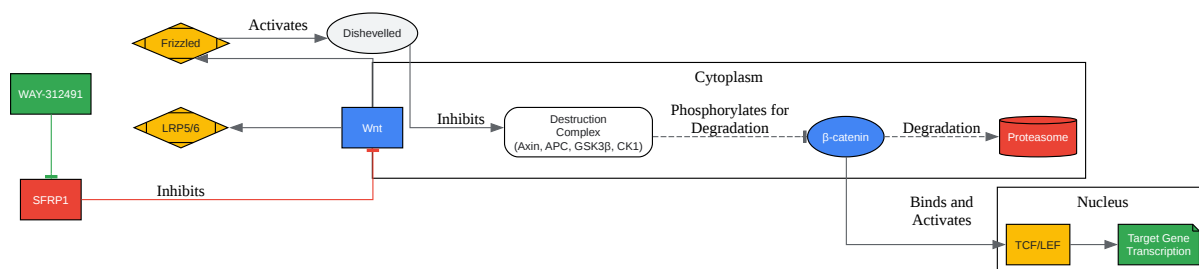 Activates
Frizzled
Dishevelled
Cytoplasm
WAY-312491
LRP5/6
Wnt
Inhibits
Destruction
Complex
(Axin, APC, GSK3β, CK1)
Phosphorylates for
Degradation
β-catenin
Degradation
Proteasome
SFRP1
Inhibits
Binds and
Activates
Nucleus
TCF/LEF
Target Gene
Transcription